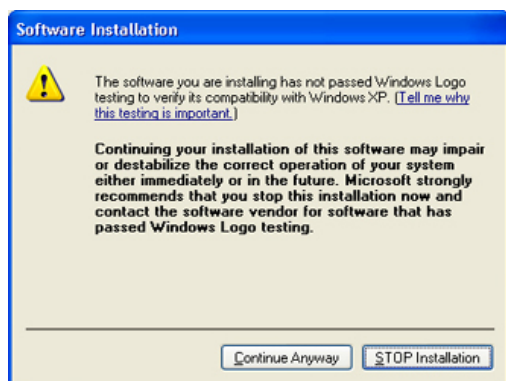 Software Installation
The software you are installing has not passed Windows Logo
testing to verify its compatibility with Windows XP. (Tell me why
this testing is important.)
Continuing your installation of this software may impair
or destabilize the correct operation of your system
either immediately or in the future. Microsoft strongly
recommends that you stop this installation now and
contact the software vendor for software that has
passed Windows Logo testing.
Continue Anyway STOP Installation